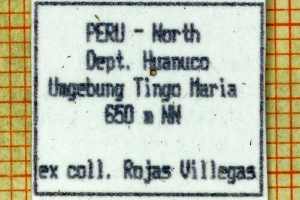 PERU - North
Dept. Huanuco
Umgebung Tingo Maria
650 m NN
ex coll. Rojas Villegas